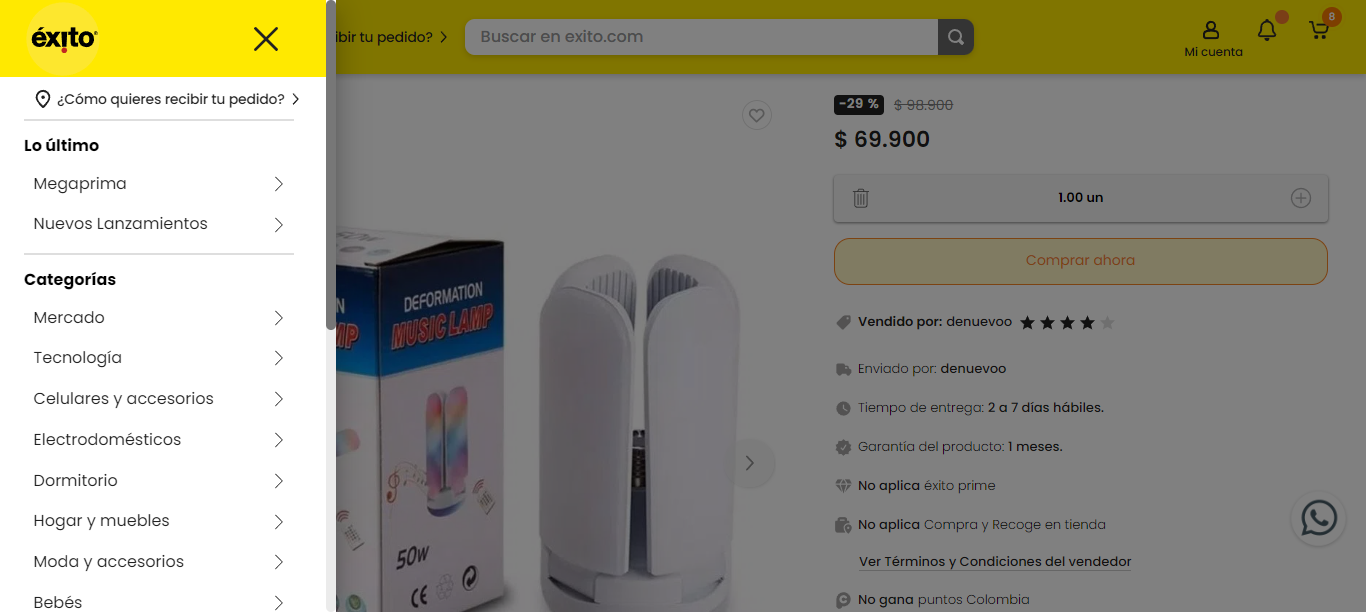 éxito
¿Cómo quieres recibir tu pedido?
Lo último
Megaprima
Nuevos Lanzamientos
Categorías
Mercado
Tecnología
Celulares y accesorios
Electrodomésticos
Dormitorio
Hogar y muebles
Moda y accesorios
Bebés
ibir tu pedido?
Buscar en exito.com
Mi cuenta
8
DEFORMATION
MUSIC LAMP
50W
CE
-29 % $ 98.900
$ 69.900
1.00 un
Comprar ahora
Vendido por: denuevoo
Enviado por: denuevoo
Tiempo de entrega: 2 a 7 días hábiles.
Garantía del producto: 1 meses.
No aplica éxito prime
No aplica Compra y Recoge en tienda
Ver Términos y Condiciones del vendedor
No gana puntos Colombia